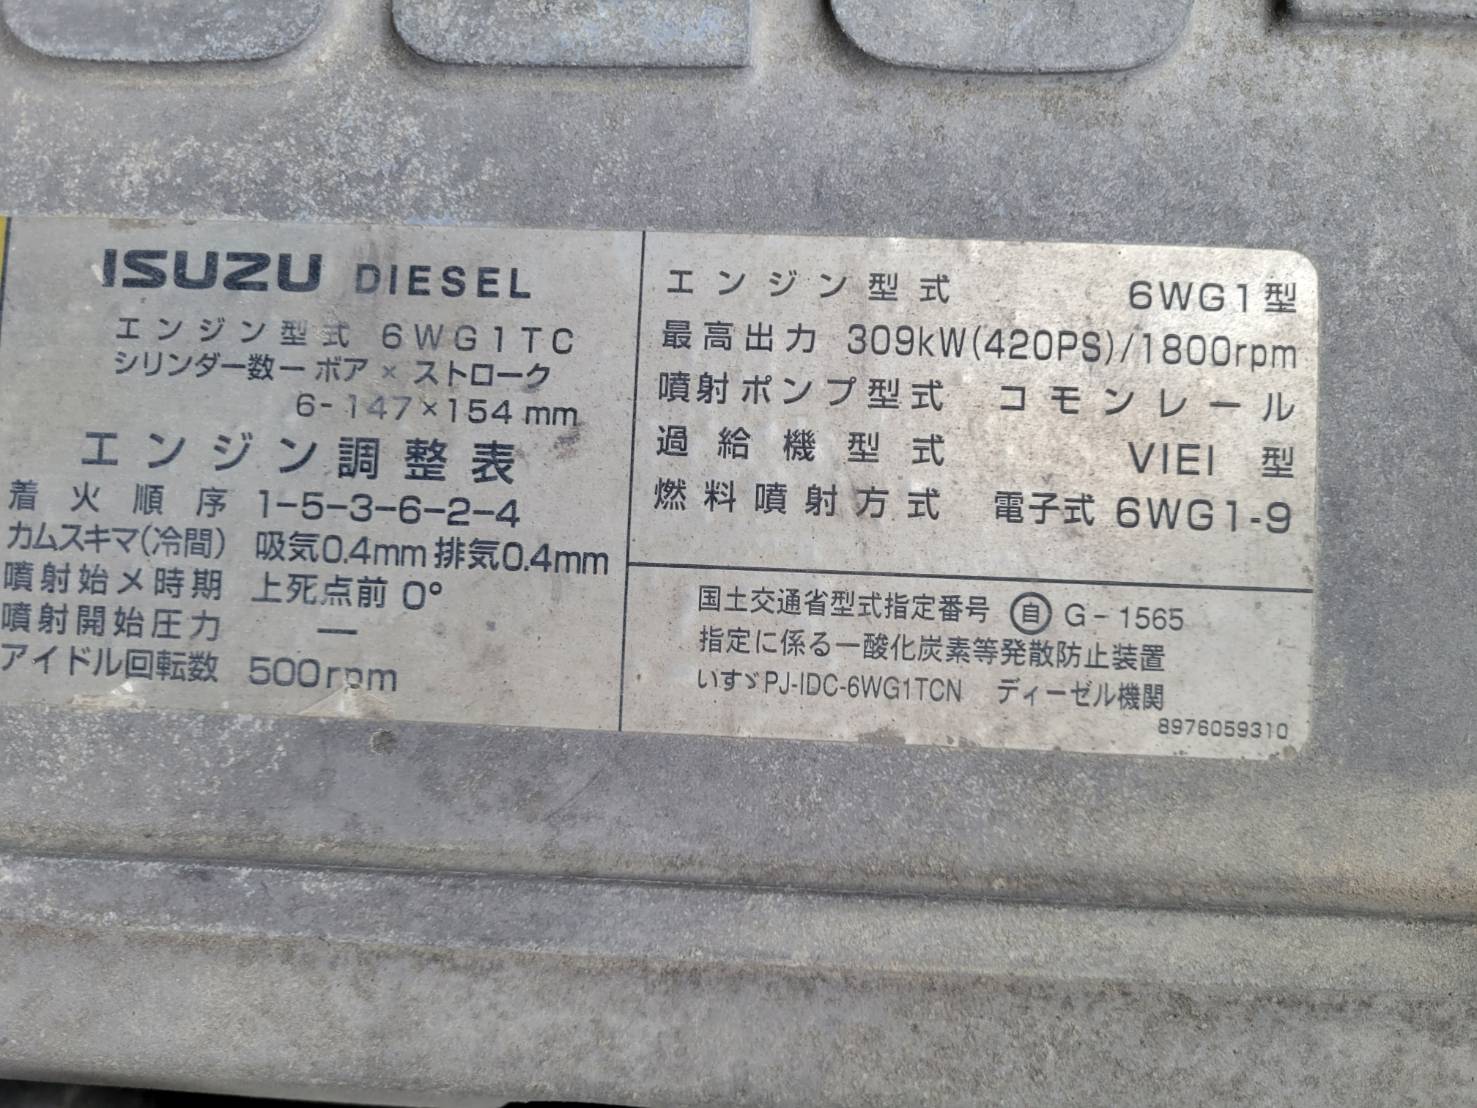 ISUZU DIESEL
エンジン型式 6WG1TC
シリンダー数ー ボア × ストローク
6-147×154 mm
エンジン調整表
着火順序 1-5-3-6-2-4
カムスキマ(冷間) 吸気0.4mm 排気0.4mm
噴射始メ時期 上死点前 0°
噴射開始圧力 ー
アイドル回転数 500rpm
エンジン型式 6WG1型
最高出力 309kW(420PS)/1800rpm
噴射ポンプ型式 コモンレール
過給機型式 VIEI 型
燃料噴射方式 電子式 6WG1-9
国土交通省型式指定番号 ㉂ G-1565
指定に係る一酸化炭素等発散防止装置
いすゞPJ-IDC-6WG1TCN ディーゼル機関
8976059310